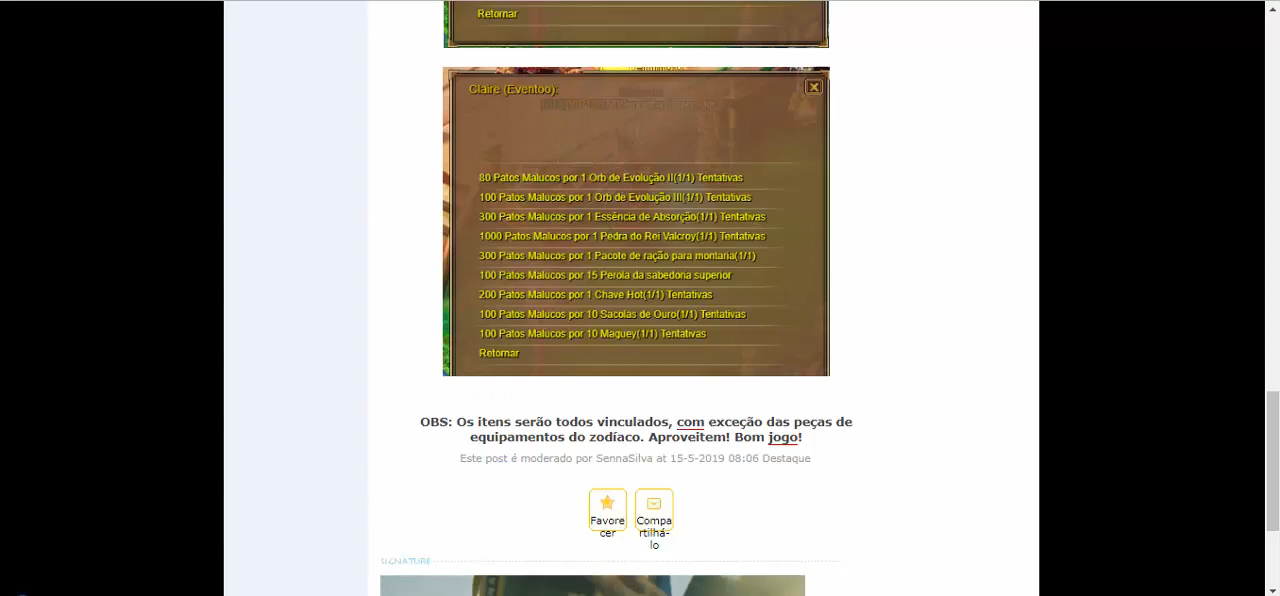 Retornar
Claire (Eventoo):
80 Patos Malucos por 1 Orb de Evolução II(1/1) Tentativas
100 Patos Malucos por 1 Orb de Evolução III(1/1) Tentativas
300 Patos Malucos por 1 Essência de Absorção(1/1) Tentativas
1000 Patos Malucos por 1 Pedra do Rei Valcroy(1/1) Tentativas
300 Patos Malucos por 1 Pacote de ração para montaria(1/1)
100 Patos Malucos por 15 Perola da sabedoria superior
200 Patos Malucos por 1 Chave Hot(1/1) Tentativas
100 Patos Malucos por 10 Sacolas de Ouro(1/1) Tentativas
100 Patos Malucos por 10 Maguey(1/1) Tentativas
Retornar
OBS: Os itens serão todos vinculados, com exceção das peças de
equipamentos do zodíaco. Aproveitem! Bom jogo!
Este post é moderado por SennaSilva at 15-5-2019 08:06 Destaque
Favore
cer
Compa
rtilhá-
lo
SIGNATURE